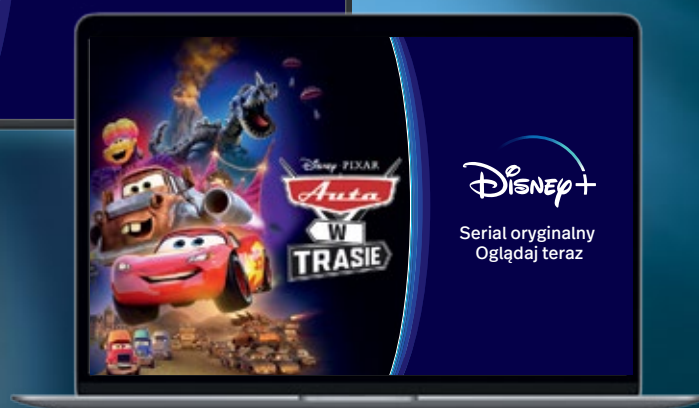 Disney·PIXAR
Auta
W
TRASIE
Disney+
Serial oryginalny
Oglądaj teraz